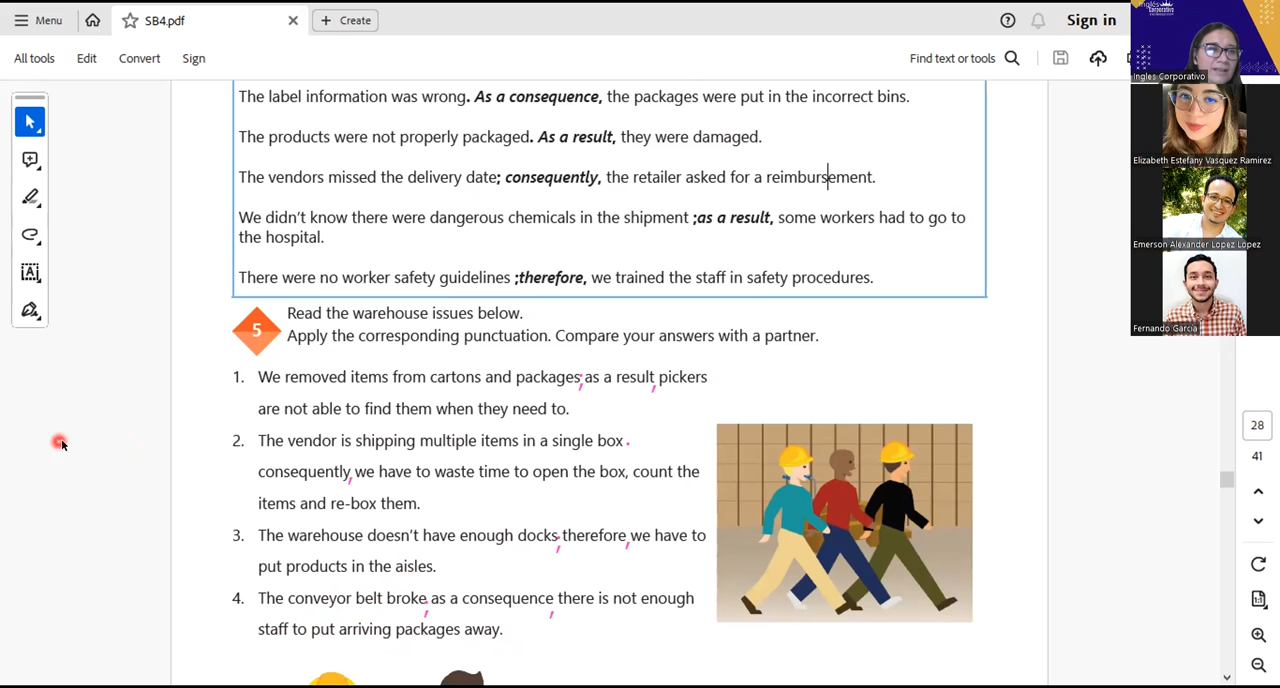 Menu
SB4.pdf
Create
Sign in
All tools
Edit
Convert
Sign
Find text or tools
Inglés
Corporativo
Ingles Corporativo
Elizabeth Estefany Vasquez Ramirez
Emerson Alexander Lopez Lopez
Fernando Garcia
The label information was wrong. As a consequence, the packages were put in the incorrect bins.
The products were not properly packaged. As a result, they were damaged.
The vendors missed the delivery date; consequently, the retailer asked for a reimbursement.
We didn't know there were dangerous chemicals in the shipment ;as a result, some workers had to go to
the hospital.
There were no worker safety guidelines ;therefore, we trained the staff in safety procedures.
5
Read the warehouse issues below.
Apply the corresponding punctuation. Compare your answers with a partner.
1. We removed items from cartons and packages;as a result, pickers
are not able to find them when they need to.
2. The vendor is shipping multiple items in a single box.
consequently, we have to waste time to open the box, count the
items and re-box them.
3. The warehouse doesn't have enough docks;therefore, we have to
put products in the aisles.
4. The conveyor belt broke;as a consequence, there is not enough
staff to put arriving packages away.
28
41